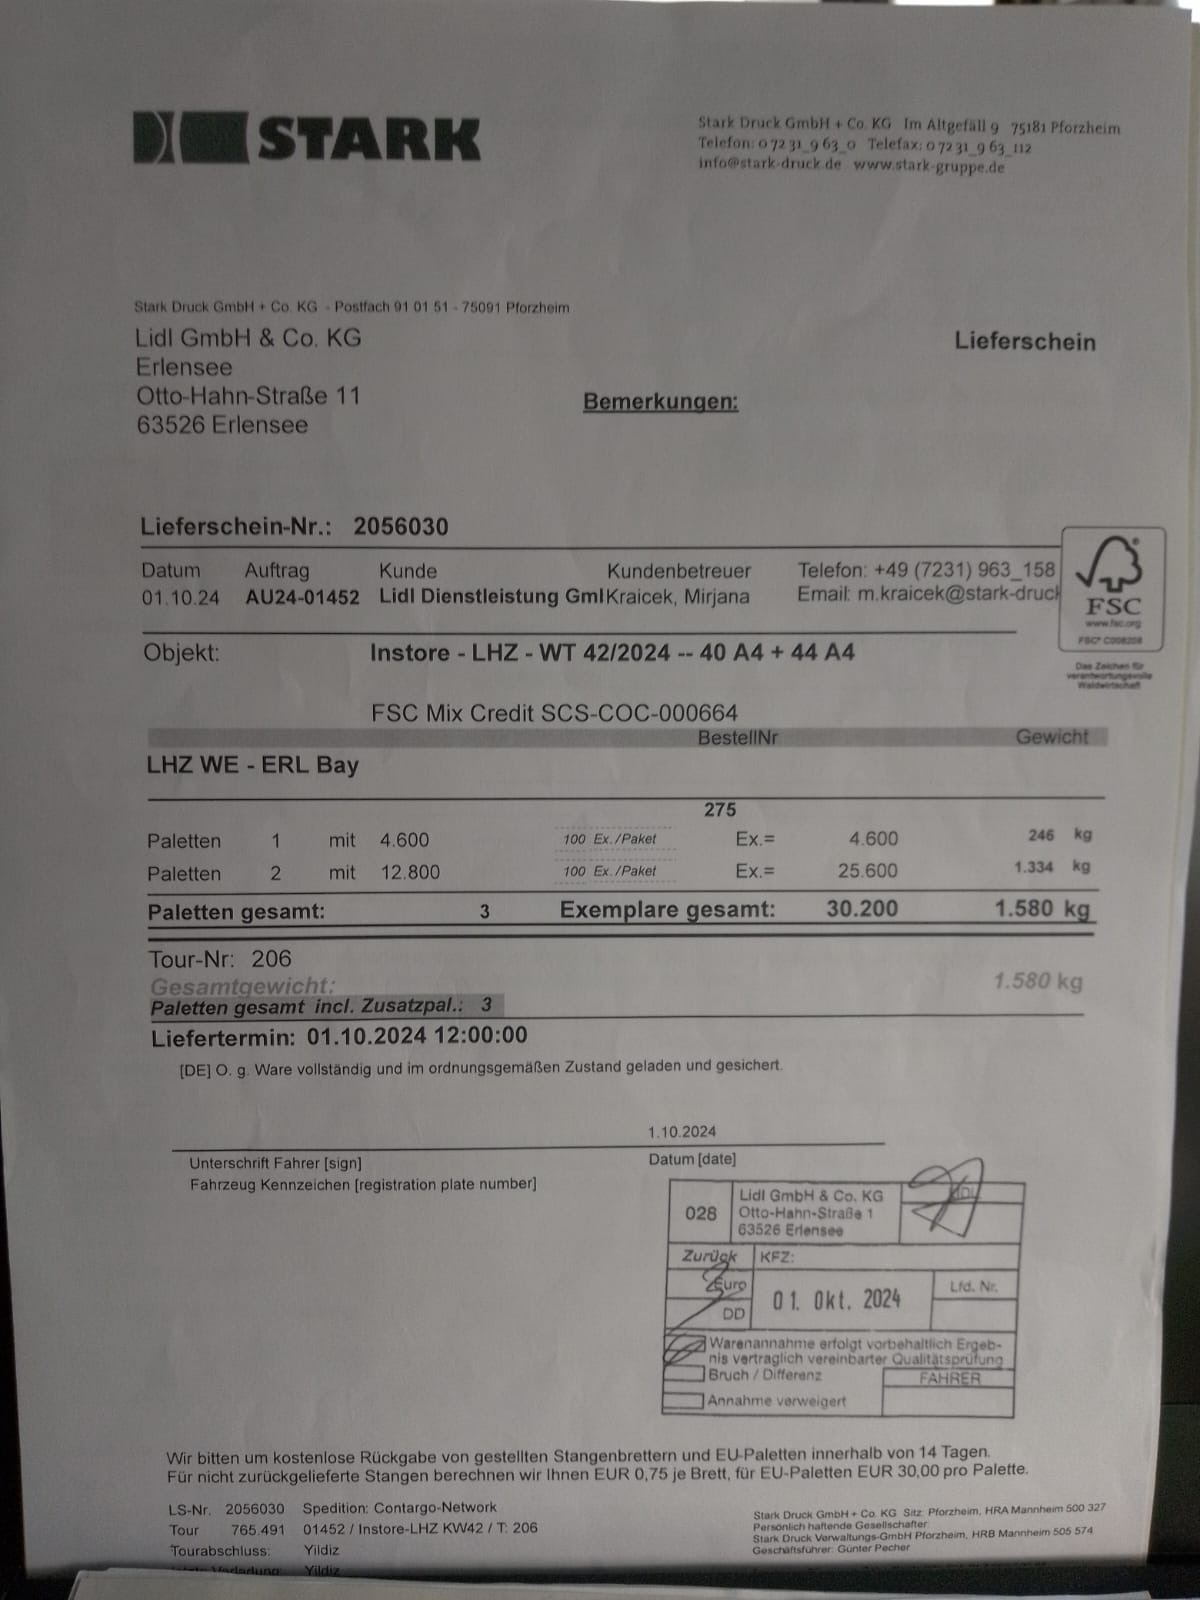 STARK
Stark Druck GmbH + Co. KG Im Altgefäll 9 75181 Pforzheim
Telefon: 0 72 31_9 63_0 Telefax: 0 72 31_9 63_112
info@stark-druck.de www.stark-gruppe.de
Stark Druck GmbH + Co. KG - Postfach 91 01 51 - 75091 Pforzheim
Lidl GmbH & Co. KG
Erlensee
Otto-Hahn-Straße 11
63526 Erlensee
Lieferschein
Bemerkungen:
Lieferschein-Nr.: 2056030
Datum Auftrag Kunde Kundenbetreuer Telefon: +49 (7231) 963_158
01.10.24 AU24-01452 Lidl Dienstleistung Gml Kraicek, Mirjana Email: m.kraicek@stark-druck
FSC
www.fsc.org
FSC® C008208
Das Zeichen für
verantwortungsvolle
Waldwirtschaft
Objekt: Instore - LHZ - WT 42/2024 -- 40 A4 + 44 A4
FSC Mix Credit SCS-COC-000664
BestellNr Gewicht
LHZ WE - ERL Bay
275
Paletten 1 mit 4.600 100 Ex./Paket Ex.= 4.600 246 kg
Paletten 2 mit 12.800 100 Ex./Paket Ex.= 25.600 1.334 kg
Paletten gesamt: 3 Exemplare gesamt: 30.200 1.580 kg
Tour-Nr: 206
Gesamtgewicht: 1.580 kg
Paletten gesamt incl. Zusatzpal.: 3
Liefertermin: 01.10.2024 12:00:00
[DE] O. g. Ware vollständig und im ordnungsgemäßen Zustand geladen und gesichert.
1.10.2024
Unterschrift Fahrer [sign] Datum [date]
Fahrzeug Kennzeichen [registration plate number]
028
Lidl GmbH & Co. KG
Otto-Hahn-Straße 1
63526 Erlensee
Zurück KFZ:
Euro
DD
01. Okt. 2024
Lfd. Nr.
Warenannahme erfolgt vorbehaltlich Ergeb-
nis vertraglich vereinbarter Qualitätsprüfung
Bruch / Differenz
FAHRER
Annahme verweigert
Wir bitten um kostenlose Rückgabe von gestellten Stangenbrettern und EU-Paletten innerhalb von 14 Tagen.
Für nicht zurückgelieferte Stangen berechnen wir Ihnen EUR 0,75 je Brett, für EU-Paletten EUR 30,00 pro Palette.
LS-Nr. 2056030 Spedition: Contargo-Network
Tour 765.491 01452 / Instore-LHZ KW42 / T: 206
Tourabschluss: Yildiz
letzte Verladung: Yildiz
Stark Druck GmbH + Co. KG Sitz: Pforzheim, HRA Mannheim 500 327
Persönlich haftende Gesellschafter:
Stark Druck Verwaltungs-GmbH Pforzheim, HRB Mannheim 505 574
Geschäftsführer: Günter Pecher